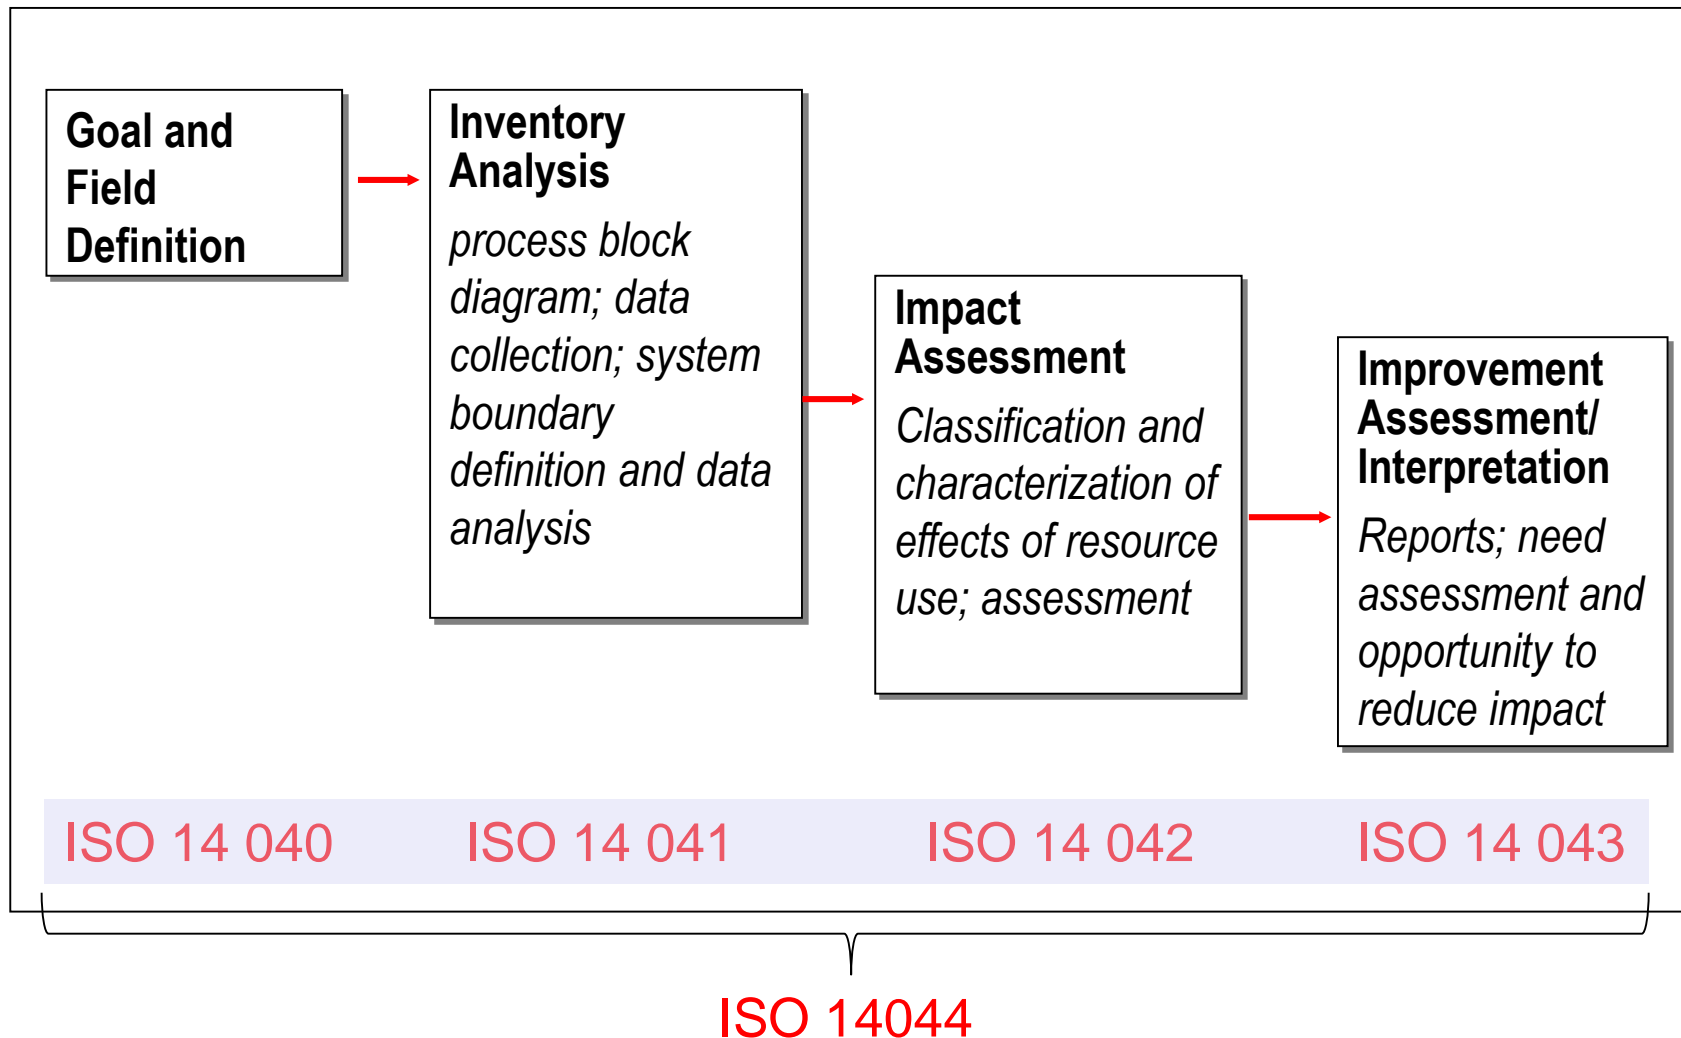 Goal and
Field
Definition
Inventory
Analysis
process block
diagram; data
collection; system
boundary
definition and data
analysis
Impact
Assessment
Classification and
characterization of
effects of resource
use; assessment
Improvement
Assessment/
Interpretation
Reports; need
assessment and
opportunity to
reduce impact
ISO 14 040
ISO 14 041
ISO 14 042
ISO 14 043
ISO 14044